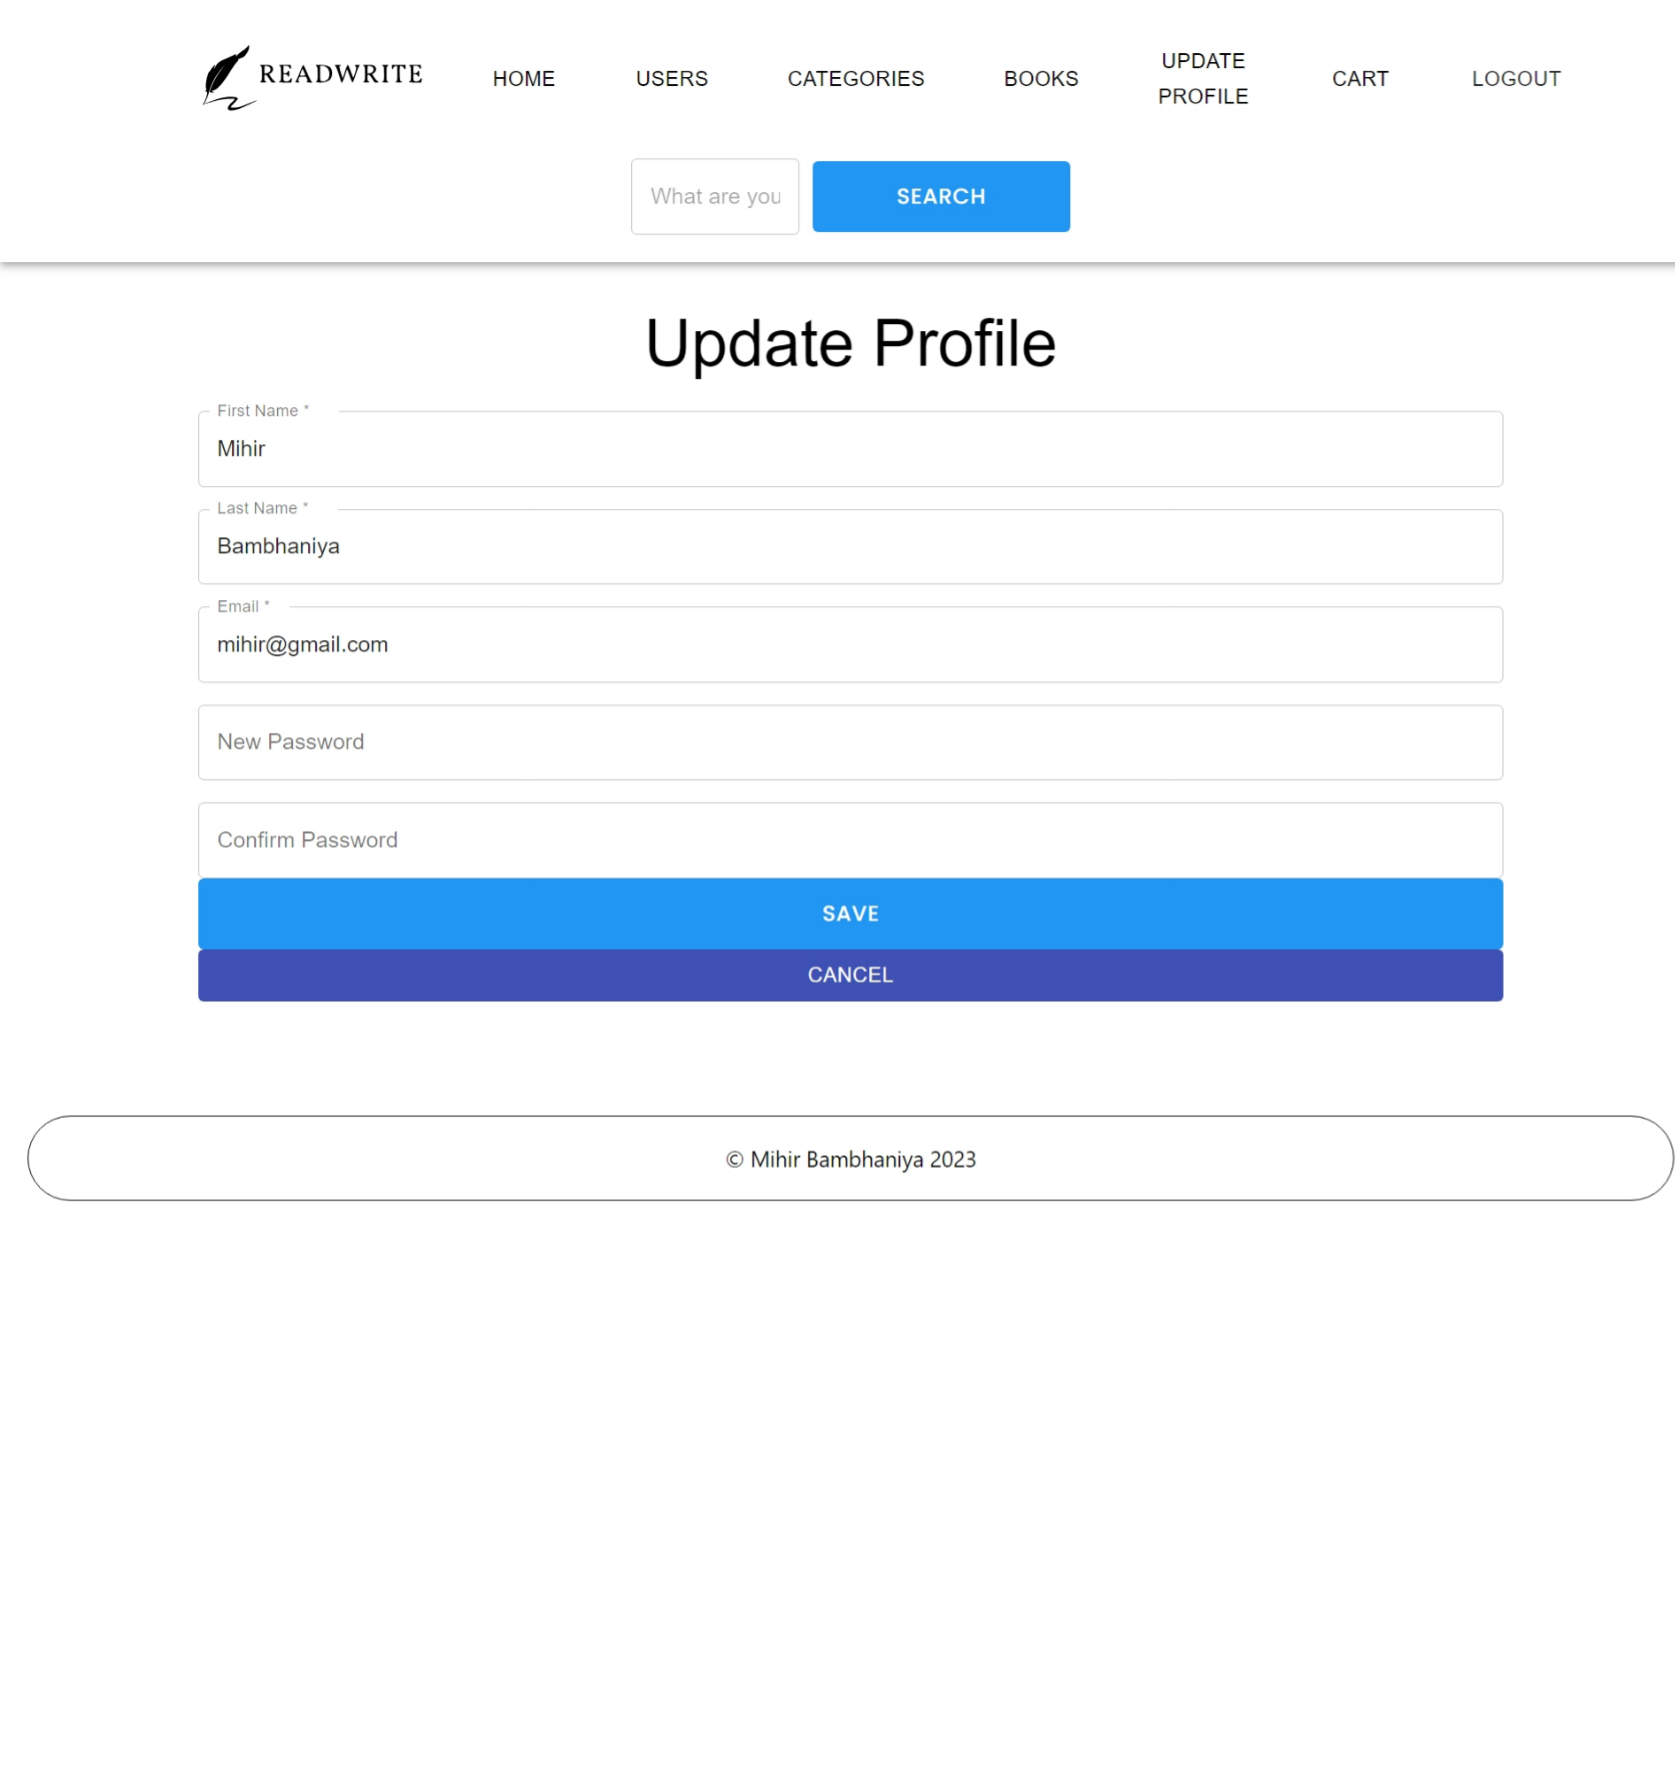 READWRITE
HOME
USERS
CATEGORIES
BOOKS
UPDATE
PROFILE
CART
LOGOUT
What are you
SEARCH
Update Profile
First Name *
Mihir
Last Name *
Bambhaniya
Email *
mihir@gmail.com
New Password
Confirm Password
SAVE
CANCEL
© Mihir Bambhaniya 2023